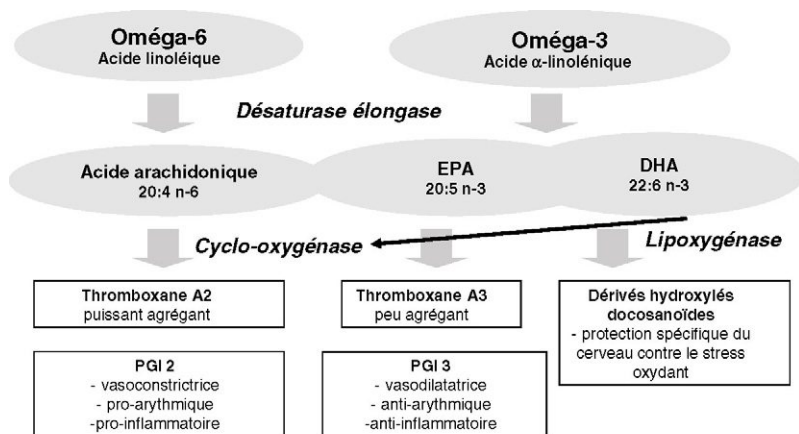 Oméga-6
Acide linoléique
Oméga-3
Acide α-linolénique
Désaturase élongase
Acide arachidonique
20:4 n-6
EPA
20:5 n-3
DHA
22:6 n-3
Cyclo-oxygénase
Lipoxygénase
Thromboxane A2
puissant agrégant
Thromboxane A3
peu agrégant
Dérivés hydroxylés
docosanoïdes
- protection spécifique du
cerveau contre le stress
oxydant
PGI 2
- vasoconstrictrice
- pro-arythmique
-pro-inflammatoire
PGI 3
- vasodilatatrice
- anti-arythmique
-anti-inflammatoire